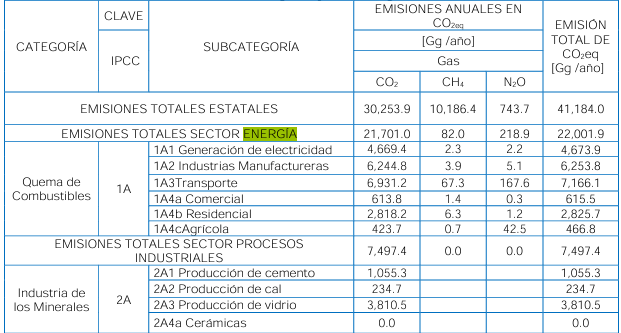 CATEGORÍA CLAVE IPCC SUBCATEGORÍA EMISIONES ANUALES EN CO2eq [Gg /año] Gas EMISIÓN TOTAL DE CO2eq [Gg /año]
CO2 CH4 N2O
EMISIONES TOTALES ESTATALES 30,253.9 10,186.4 743.7 41,184.0
EMISIONES TOTALES SECTOR ENERGÍA 21,701.0 82.0 218.9 22,001.9
Quema de Combustibles 1A
1A1 Generación de electricidad 4,669.4 2.3 2.2 4,673.9
1A2 Industrias Manufactureras 6,244.8 3.9 5.1 6,253.8
1A3Transporte 6,931.2 67.3 167.6 7,166.1
1A4a Comercial 613.8 1.4 0.3 615.5
1A4b Residencial 2,818.2 6.3 1.2 2,825.7
1A4cAgrícola 423.7 0.7 42.5 466.8
EMISIONES TOTALES SECTOR PROCESOS INDUSTRIALES 7,497.4 0.0 0.0 7,497.4
Industria de los Minerales 2A
2A1 Producción de cemento 1,055.3 1,055.3
2A2 Producción de cal 234.7 234.7
2A3 Producción de vidrio 3,810.5 3,810.5
2A4a Cerámicas 0.0 0.0